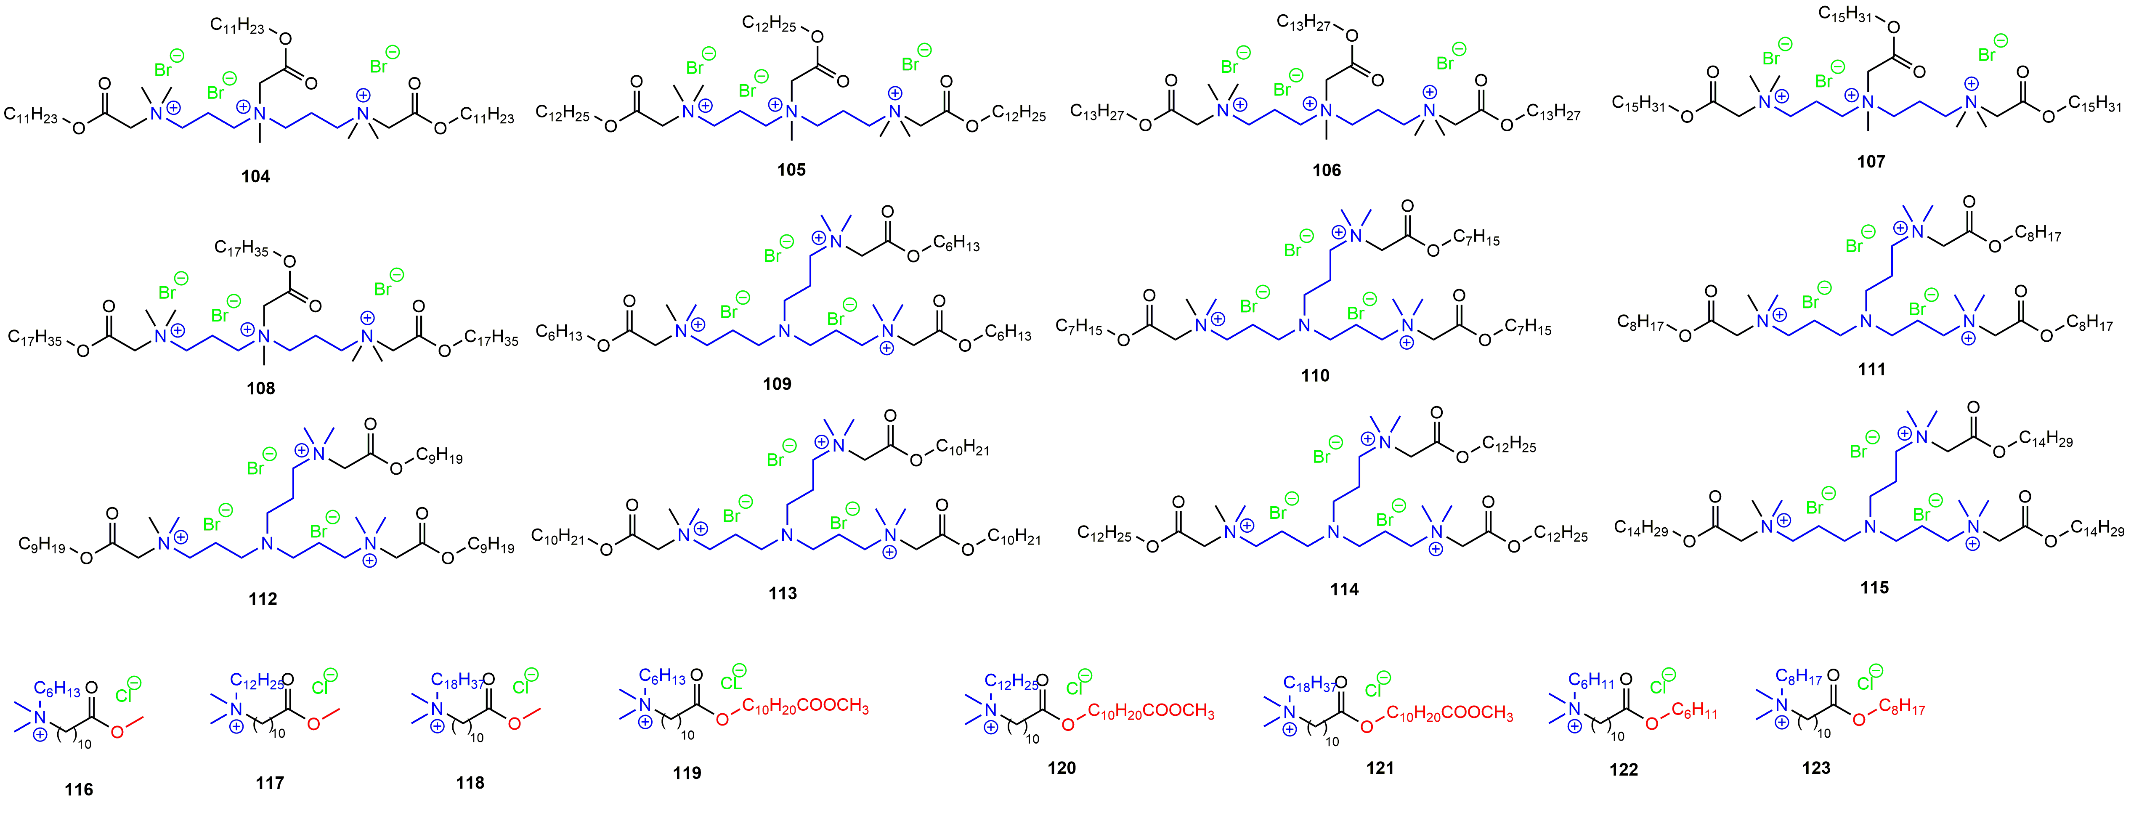 C₁₁H₂₃ O
Br⊖ Br⊖ Br⊖
O O O
C₁₁H₂₃ O N⊕ N⊕ N⊕ O C₁₁H₂₃
104
C₁₂H₂₅ O
Br⊖ Br⊖ Br⊖
O O O
C₁₂H₂₅ O N⊕ N⊕ N⊕ O C₁₂H₂₅
105
C₁₃H₂₇ O
Br⊖ Br⊖ Br⊖
O O O
C₁₃H₂₇ O N⊕ N⊕ N⊕ O C₁₃H₂₇
106
C₁₅H₃₁ O
Br⊖ Br⊖ Br⊖
O O O
C₁₅H₃₁ O N⊕ N⊕ N⊕ O C₁₅H₃₁
107
C₁₇H₃₅ O
Br⊖ Br⊖ Br⊖
O O O
C₁₇H₃₅ O N⊕ N⊕ N⊕ O C₁₇H₃₅
108
O
Br⊖ ⊕N O C₆H₁₃
O Br⊖ Br⊖ O
C₆H₁₃ O N⊕ N N⊕ O C₆H₁₃
109
O
Br⊖ ⊕N O C₇H₁₅
O Br⊖ Br⊖ O
C₇H₁₅ O N⊕ N N⊕ O C₇H₁₅
110
O
Br⊖ ⊕N O C₈H₁₇
O Br⊖ Br⊖ O
C₈H₁₇ O N⊕ N N⊕ O C₈H₁₇
111
O
Br⊖ ⊕N O C₉H₁₉
O Br⊖ Br⊖ O
C₉H₁₉ O N⊕ N N⊕ O C₉H₁₉
112
O
Br⊖ ⊕N O C₁₀H₂₁
O Br⊖ Br⊖ O
C₁₀H₂₁ O N⊕ N N⊕ O C₁₀H₂₁
113
O
Br⊖ ⊕N O C₁₂H₂₅
O Br⊖ Br⊖ O
C₁₂H₂₅ O N⊕ N N⊕ O C₁₂H₂₅
114
O
Br⊖ ⊕N O C₁₄H₂₉
O Br⊖ Br⊖ O
C₁₄H₂₉ O N⊕ N N⊕ O C₁₄H₂₉
115
C₆H₁₃ O Cl⊖
N⊕ ( )₁₀ O
116
C₁₂H₂₅ O Cl⊖
N⊕ ( )₁₀ O
117
C₁₈H₃₇ O Cl⊖
N⊕ ( )₁₀ O
118
C₆H₁₃ O CL⊖
N⊕ ( )₁₀ O C₁₀H₂₀COOCH₃
119
C₁₂H₂₅ O Cl⊖
N⊕ ( )₁₀ O C₁₀H₂₀COOCH₃
120
C₁₈H₃₇ O Cl⊖
N⊕ ( )₁₀ O C₁₀H₂₀COOCH₃
121
C₆H₁₁ O Cl⊖
N⊕ ( )₁₀ O C₆H₁₁
122
C₈H₁₇ O Cl⊖
N⊕ ( )₁₀ O C₈H₁₇
123